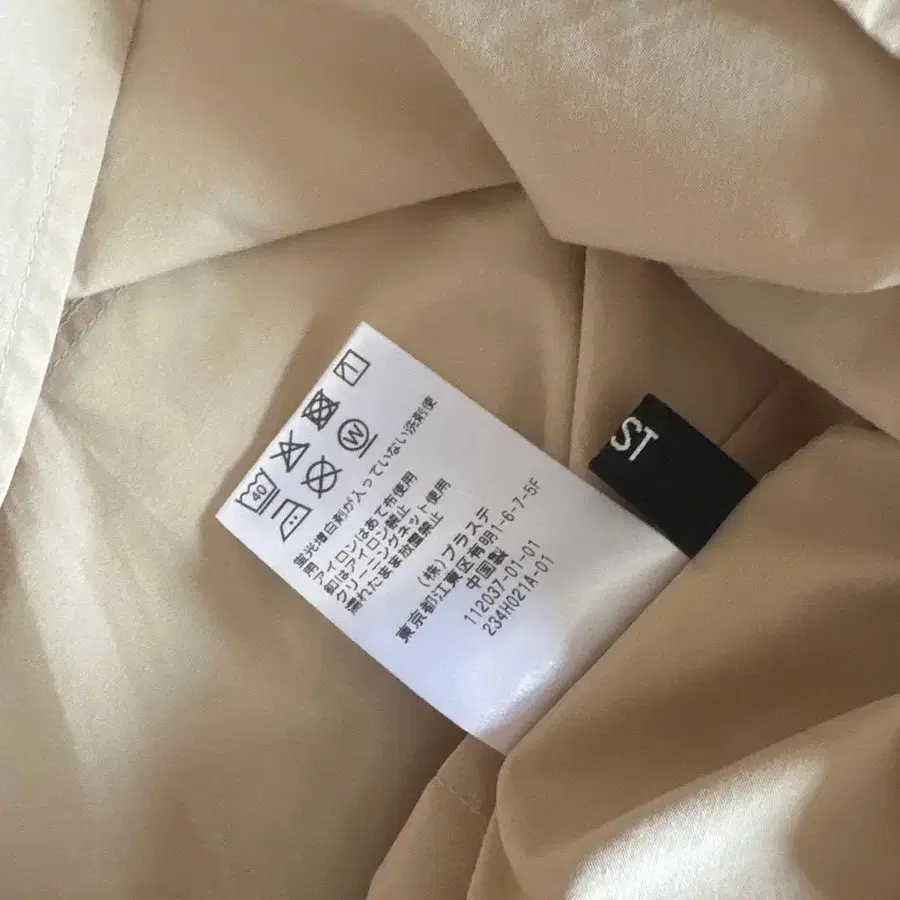 40
W
蛍光増白剤が入っていない洗剤使
用アイロンはあて布使用
釦はアイロン禁止
クリーニングネット使用
濡れたまま放置厳禁
(株)プラステ
東京都江東区有明1-6-7-5F
中国製
112037-01-01
234H021A-01
ST